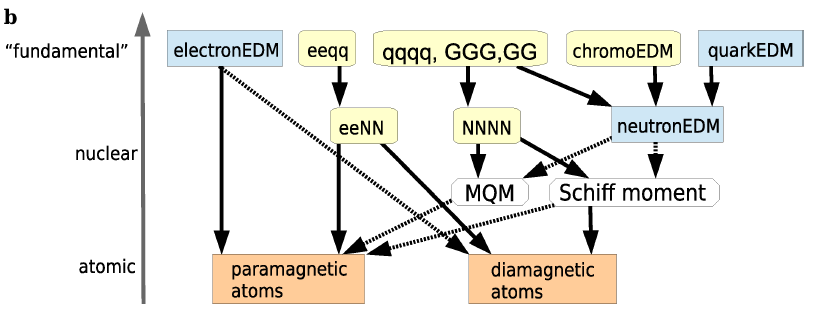 b
“fundamental” electronEDM eeqq qqqq, GGG,GG chromoEDM quarkEDM
eeNN NNNN neutronEDM
nuclear
MQM Schiff moment
atomic
paramagnetic
atoms
diamagnetic
atoms